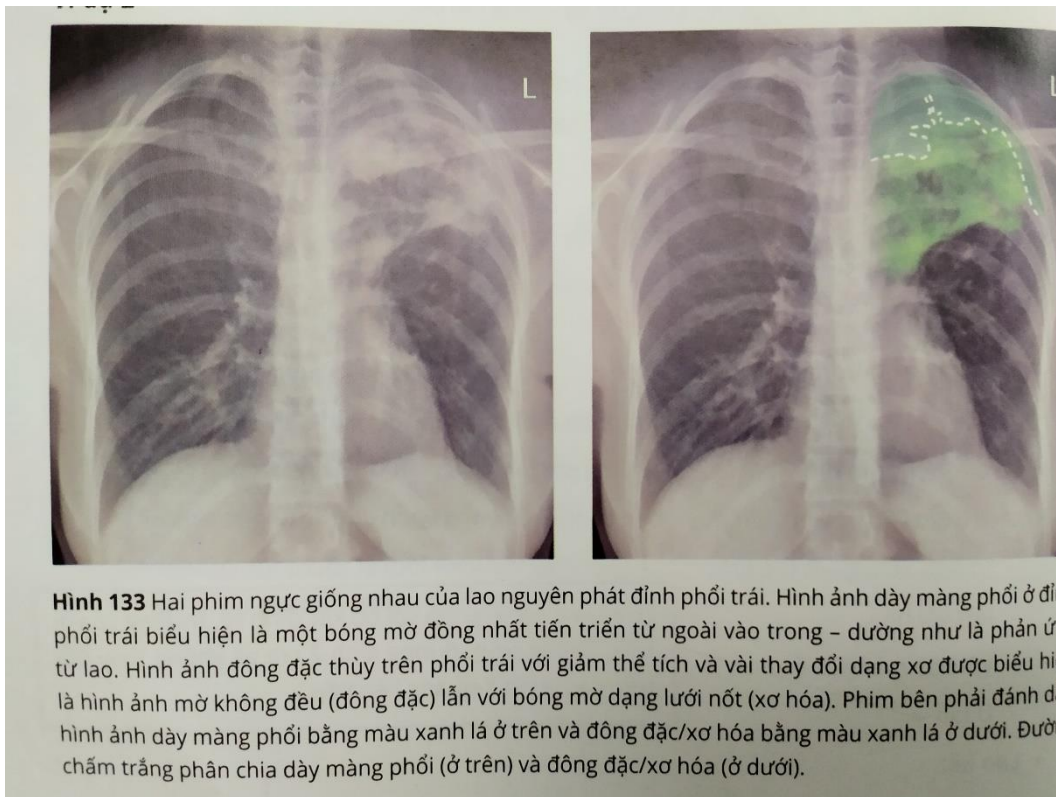 L
L
Hình 133 Hai phim ngực giống nhau của lao nguyên phát đỉnh phổi trái. Hình ảnh dày màng phổi ở
phổi trái biểu hiện là một bóng mờ đồng nhất tiến triển từ ngoài vào trong – dường như là phản
từ lao. Hình ảnh đông đặc thùy trên phổi trái với giảm thể tích và vài thay đổi dạng xơ được biểu
là hình ảnh mờ không đều (đông đặc) lẫn với bóng mờ dạng lưới nốt (xơ hóa). Phim bên phải đánh
hình ảnh dày màng phổi bằng màu xanh lá ở trên và đông đặc/xơ hóa bằng màu xanh lá ở dưới.
chấm trắng phân chia dày màng phổi (ở trên) và đông đặc/xơ hóa (ở dưới).